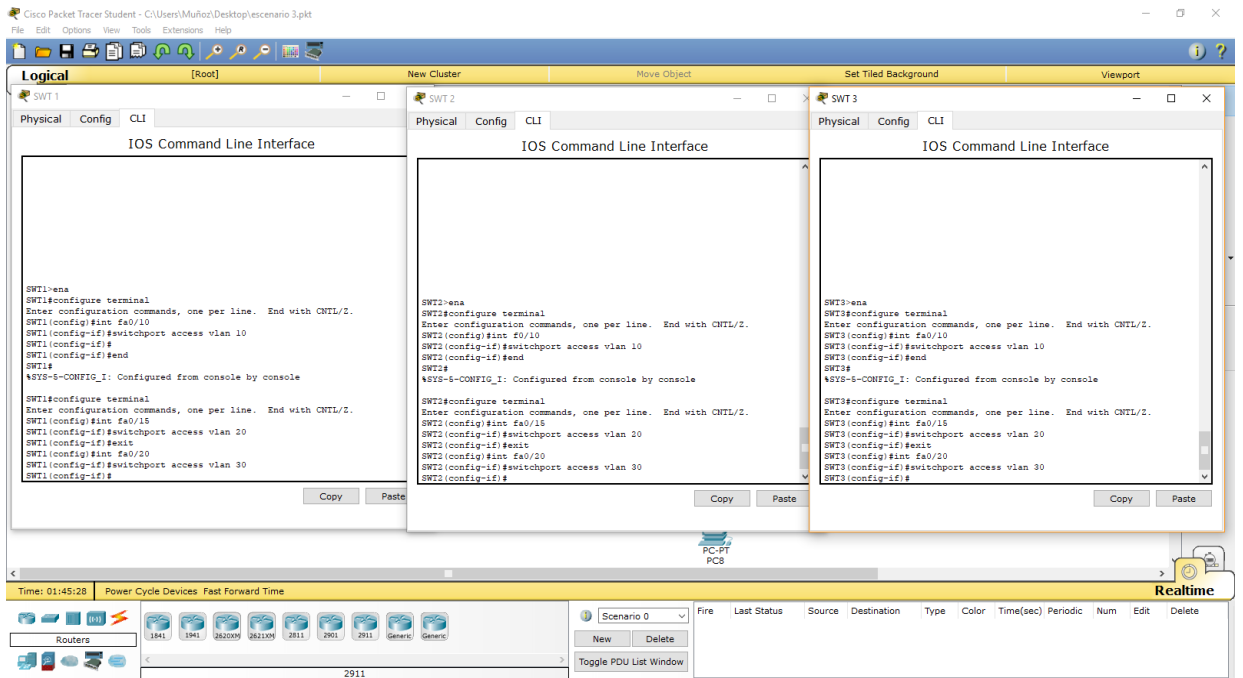 Cisco Packet Tracer Student - C:\Users\Muñoz\Desktop\escenario 3.pkt
File Edit Options View Tools Extensions Help
Logical [Root] New Cluster Move Object Set Tiled Background Viewport
SWT 1
Physical Config CLI
IOS Command Line Interface
SWT1>ena
SWT1#configure terminal
Enter configuration commands, one per line. End with CNTL/Z.
SWT1(config)#int fa0/10
SWT1(config-if)#switchport access vlan 10
SWT1(config-if)#
SWT1(config-if)#end
SWT1#
%SYS-5-CONFIG_I: Configured from console by console
SWT1#configure terminal
Enter configuration commands, one per line. End with CNTL/Z.
SWT1(config)#int fa0/15
SWT1(config-if)#switchport access vlan 20
SWT1(config-if)#exit
SWT1(config)#int fa0/20
SWT1(config-if)#switchport access vlan 30
SWT1(config-if)#
Copy Paste
SWT 2
Physical Config CLI
IOS Command Line Interface
SWT2>ena
SWT2#configure terminal
Enter configuration commands, one per line. End with CNTL/Z.
SWT2(config)#int f0/10
SWT2(config-if)#switchport access vlan 10
SWT2(config-if)#end
SWT2#
%SYS-5-CONFIG_I: Configured from console by console
SWT2#configure terminal
Enter configuration commands, one per line. End with CNTL/Z.
SWT2(config)#int fa0/15
SWT2(config-if)#switchport access vlan 20
SWT2(config-if)#exit
SWT2(config)#int fa0/20
SWT2(config-if)#switchport access vlan 30
SWT2(config-if)#
Copy Paste
SWT 3
Physical Config CLI
IOS Command Line Interface
SWT3>ena
SWT3#configure terminal
Enter configuration commands, one per line. End with CNTL/Z.
SWT3(config)#int fa0/10
SWT3(config-if)#switchport access vlan 10
SWT3(config-if)#end
SWT3#
%SYS-5-CONFIG_I: Configured from console by console
SWT3#configure terminal
Enter configuration commands, one per line. End with CNTL/Z.
SWT3(config)#int fa0/15
SWT3(config-if)#switchport access vlan 20
SWT3(config-if)#exit
SWT3(config)#int fa0/20
SWT3(config-if)#switchport access vlan 30
SWT3(config-if)#
Copy Paste
PC-PT
PC8
Time: 01:45:28 Power Cycle Devices Fast Forward Time Realtime
Routers
1841 1941 2620XM 2621XM 2811 2901 2911 Generic Generic
2911
Scenario 0
New Delete
Toggle PDU List Window
Fire Last Status Source Destination Type Color Time(sec) Periodic Num Edit Delete